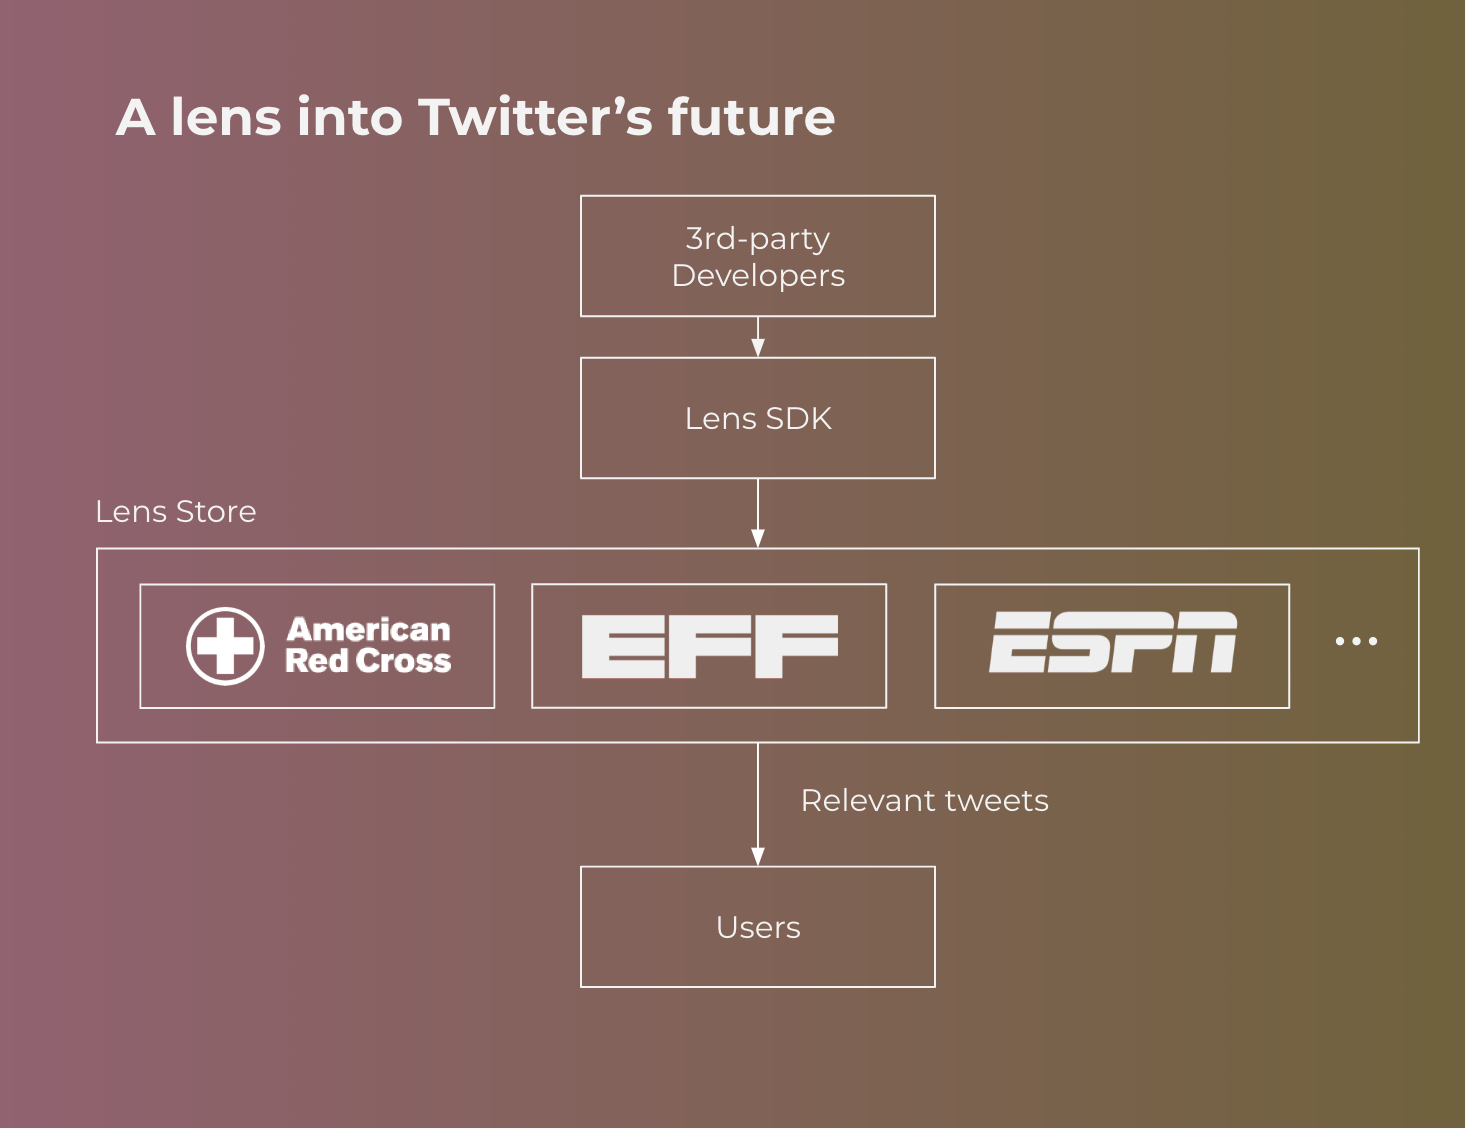 A lens into Twitter’s future
3rd-party
Developers
Lens SDK
Lens Store
American
Red Cross
EFF
ESPN
...
Relevant tweets
Users